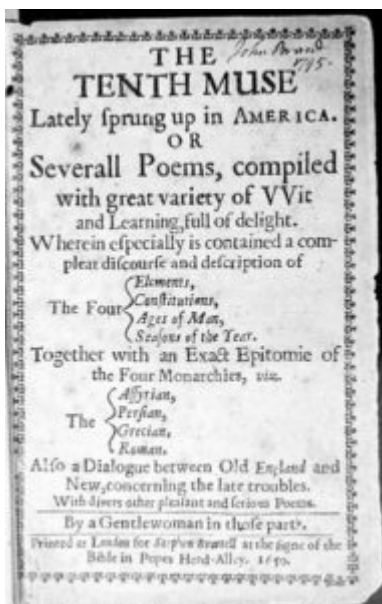 THE
John Brand
1795.
TENTH MUSE
Lately ſprung up in AMERICA.
OR
Severall Poems, compiled
with great variety of VVit
and Learning, full of delight.
Wherein eſpecially is contained a com-
pleat diſcourſe and deſcription of
Elements,
The Four Conſtitutions,
Ages of Man,
Seaſons of the Year.
Together with an Exact Epitomie of
the Four Monarchies, viz.
Aſſyrian,
The Perſian,
Grecian,
Roman.
Alſo a Dialogue between Old England and
New, concerning the late troubles.
With divers other pleaſant and ſerious Poems.
By a Gentlewoman in thoſe parts.
Printed at London for Stephen Bowtell at the ſigne of the
Bible in Popes Head-Alley. 1650.